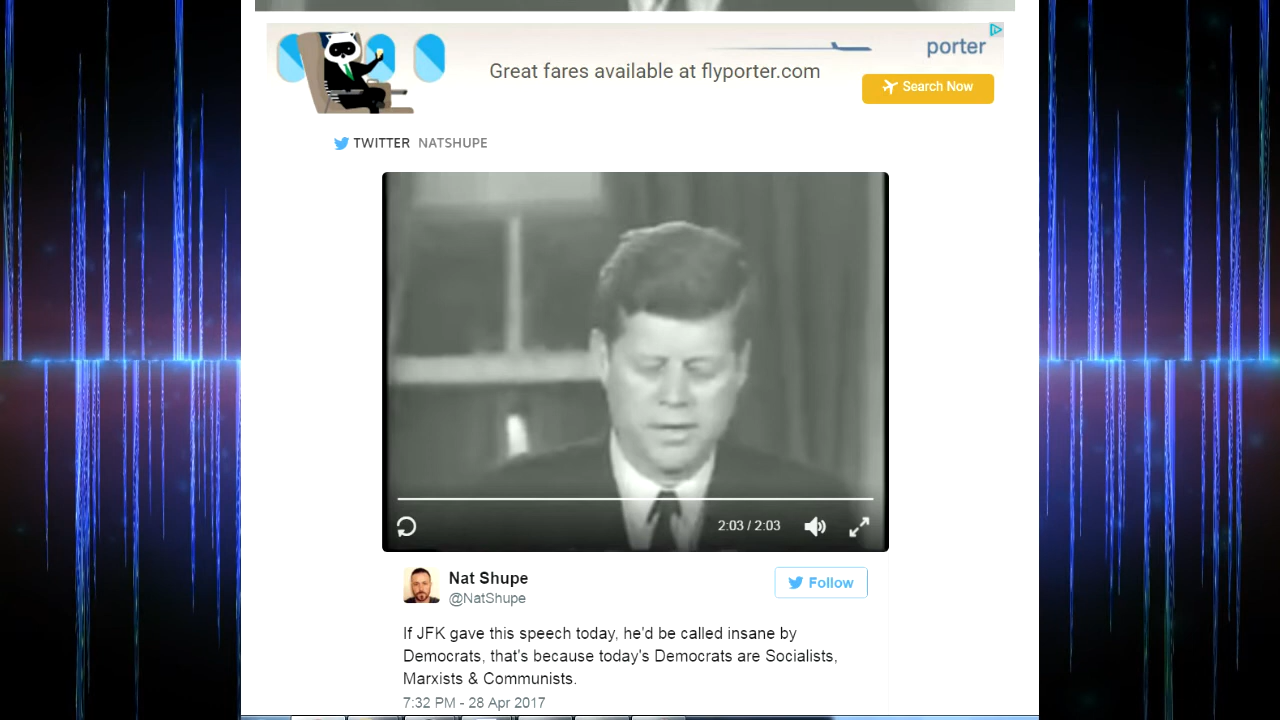 porter
Great fares available at flyporter.com
Search Now
TWITTER NATSHUPE
2:03 / 2:03
Nat Shupe
@NatShupe
Follow
If JFK gave this speech today, he'd be called insane by
Democrats, that's because today's Democrats are Socialists,
Marxists & Communists.
7:32 PM - 28 Apr 2017